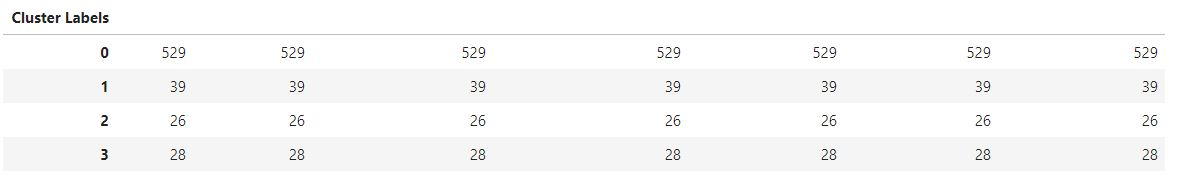 Cluster Labels
0 529 529 529 529 529 529 529
1 39 39 39 39 39 39 39
2 26 26 26 26 26 26 26
3 28 28 28 28 28 28 28